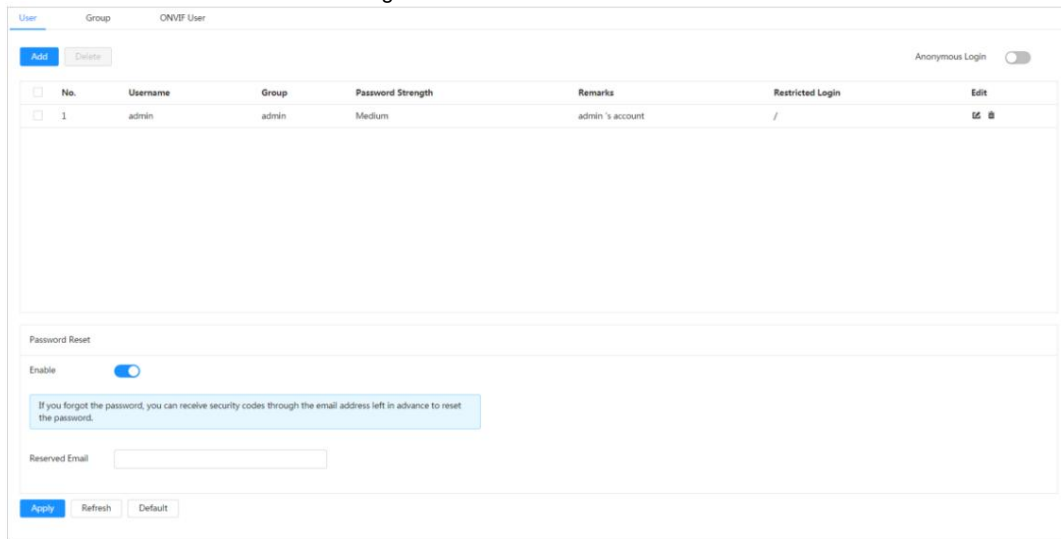 User Group ONVIF User
Add Delete Anonymous Login
No. Username Group Password Strength Remarks Restricted Login Edit
1 admin admin Medium admin 's account /
Password Reset
Enable
If you forgot the password, you can receive security codes through the email address left in advance to reset
the password.
Reserved Email
Apply Refresh Default